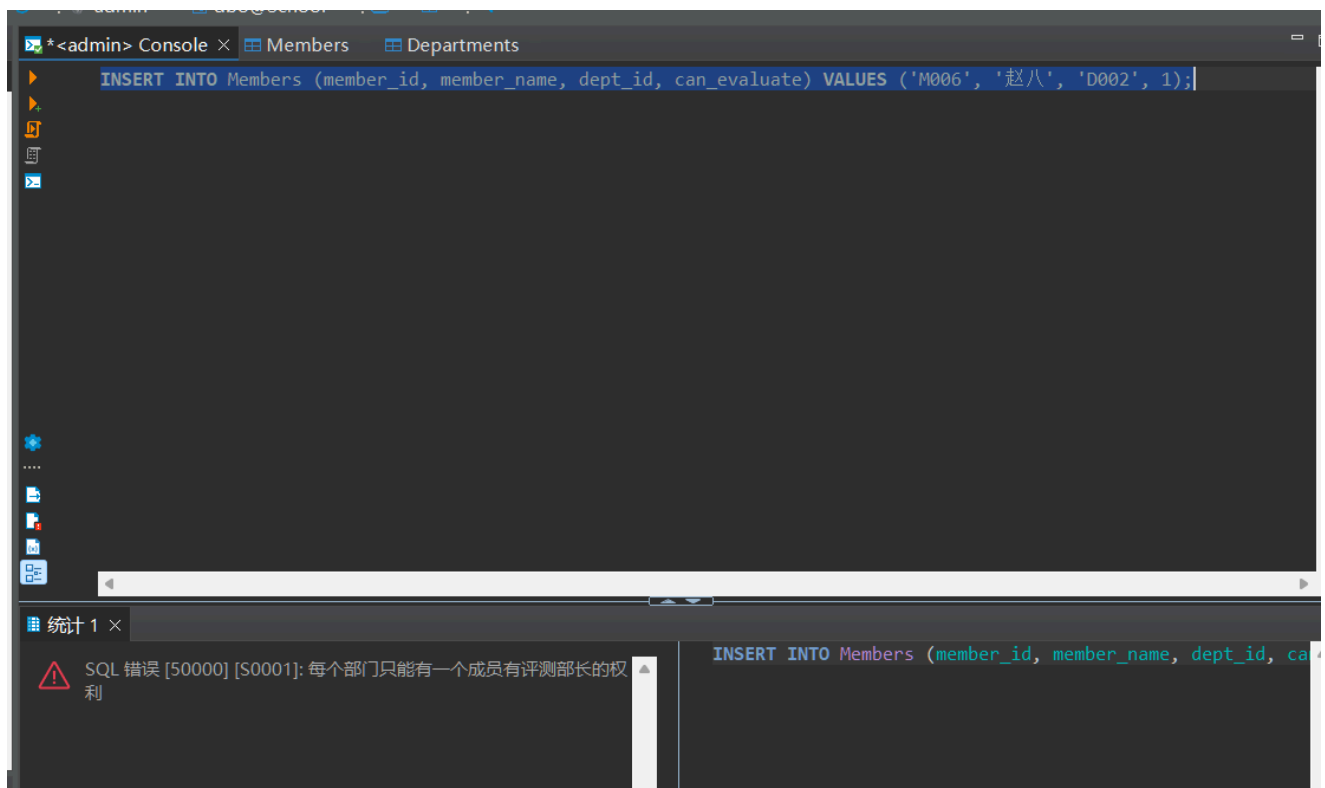 *<admin> Console
Members
Departments
INSERT INTO Members (member_id, member_name, dept_id, can_evaluate) VALUES ('M006', '赵八', 'D002', 1);
统计 1
SQL 错误 [50000] [S0001]: 每个部门只能有一个成员有评测部长的权
利
INSERT INTO Members (member_id, member_name, dept_id, ca